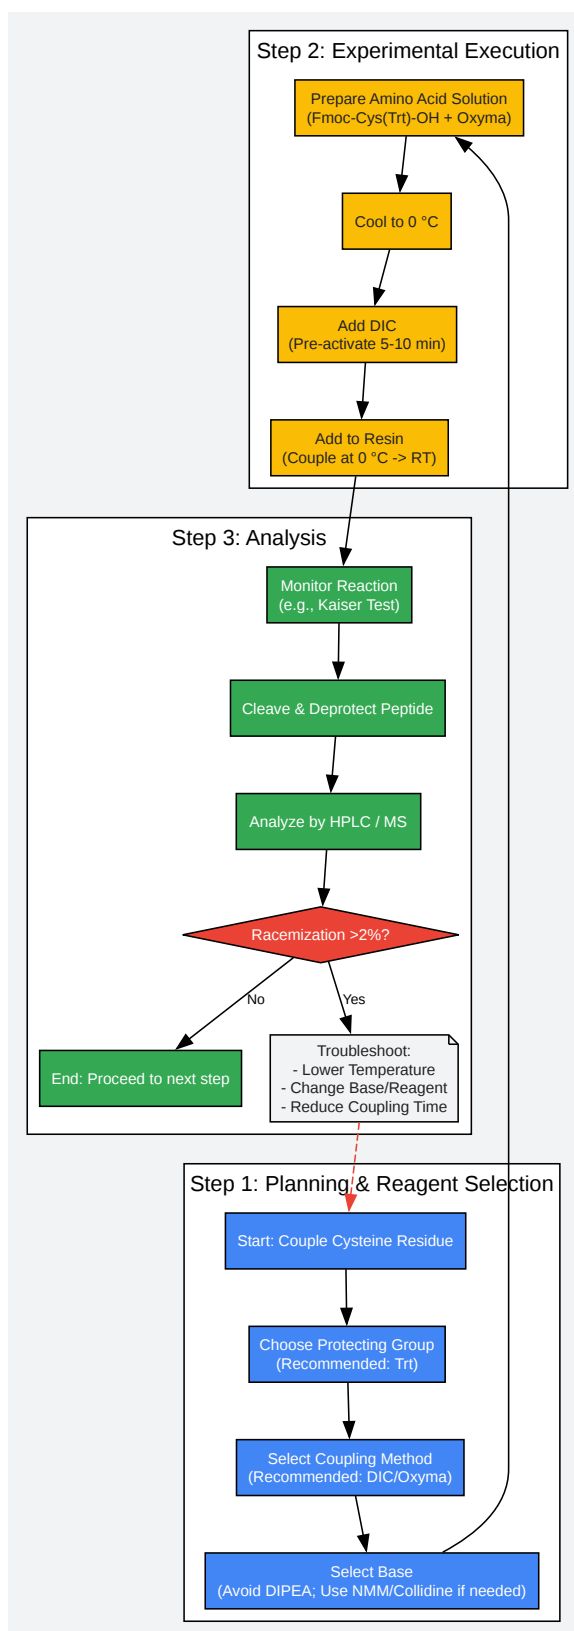 Step 2: Experimental Execution
Prepare Amino Acid Solution
(Fmoc-Cys(Trt)-OH + Oxyma)
Cool to 0 °C
Add DIC
(Pre-activate 5-10 min)
Add to Resin
(Couple at 0 °C -> RT)
Step 3: Analysis
Monitor Reaction
(e.g., Kaiser Test)
Cleave & Deprotect Peptide
Analyze by HPLC / MS
Racemization >2%?
No
Yes
End: Proceed to next step
Troubleshoot:
- Lower Temperature
- Change Base/Reagent
- Reduce Coupling Time
Step 1: Planning & Reagent Selection
Start: Couple Cysteine Residue
Choose Protecting Group
(Recommended: Trt)
Select Coupling Method
(Recommended: DIC/Oxyma)
Select Base
(Avoid DIPEA; Use NMM/Collidine if needed)